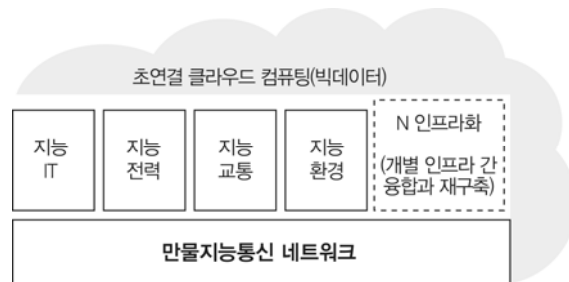 초연결 클라우드 컴퓨팅(빅데이터)
지능
IT
지능
전력
지능
교통
지능
환경
N 인프라화
(개별 인프라 간
융합과 재구축)
만물지능통신 네트워크